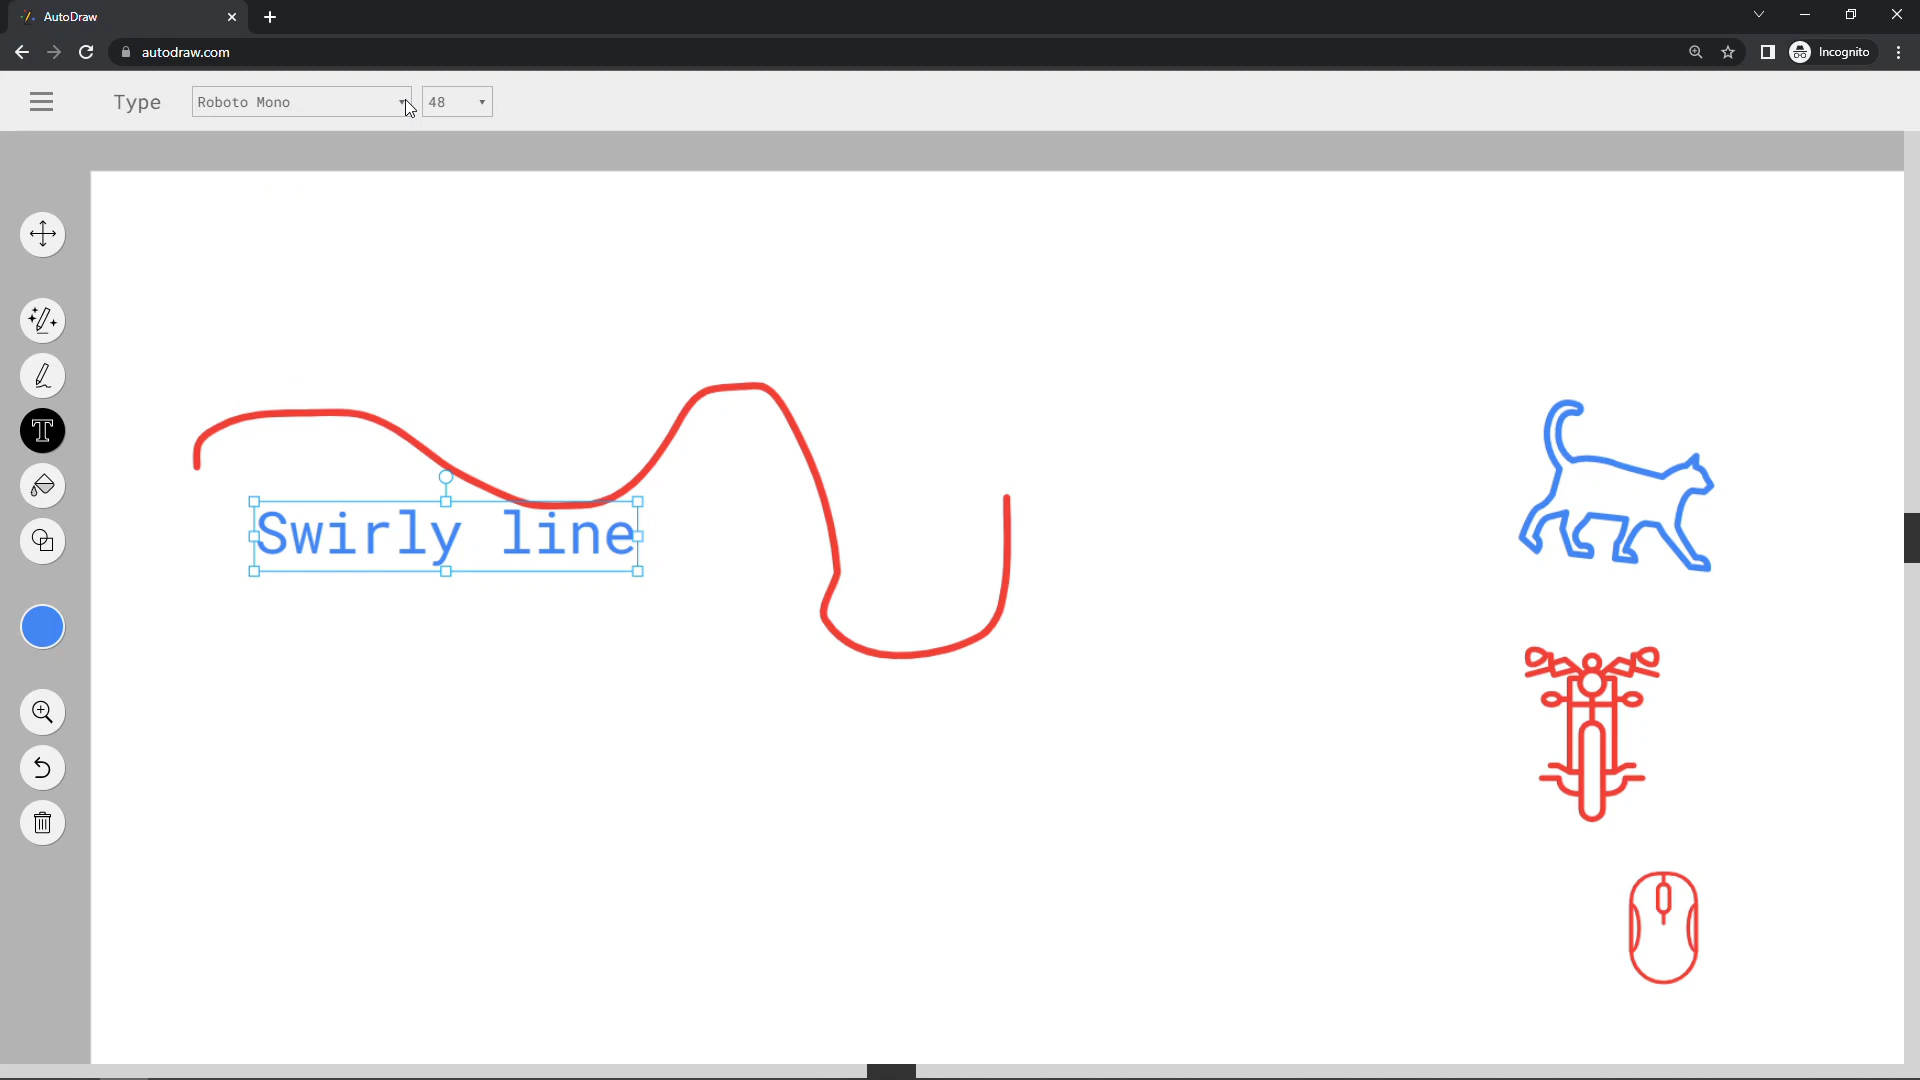 AutoDraw
autodraw.com
Incognito
Type
Roboto Mono
48
T
Swirly line